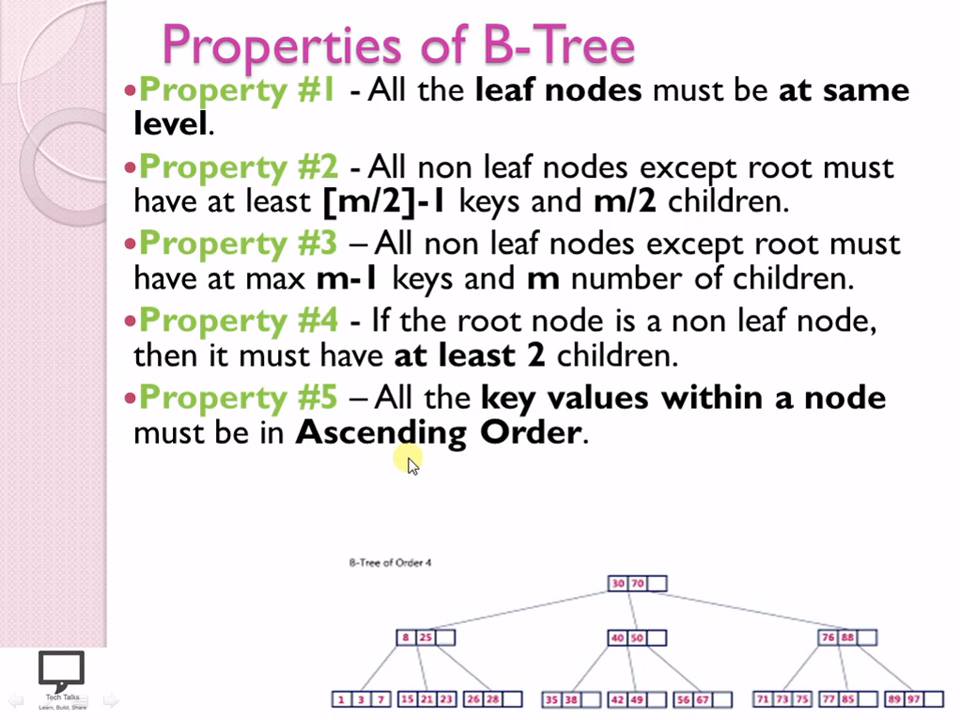 Properties of B-Tree
•Property #1 - All the leaf nodes must be at same
level.
•Property #2 - All non leaf nodes except root must
have at least [m/2]-1 keys and m/2 children.
•Property #3 – All non leaf nodes except root must
have at max m-1 keys and m number of children.
•Property #4 - If the root node is a non leaf node,
then it must have at least 2 children.
•Property #5 – All the key values within a node
must be in Ascending Order.
B-Tree of Order 4
30 70
8 25
40 50
76 88
1 3 7
15 21 23
26 28
35 38
42 49
56 67
71 73 75
77 85
89 97
Tech Talks
Learn, Build, Share